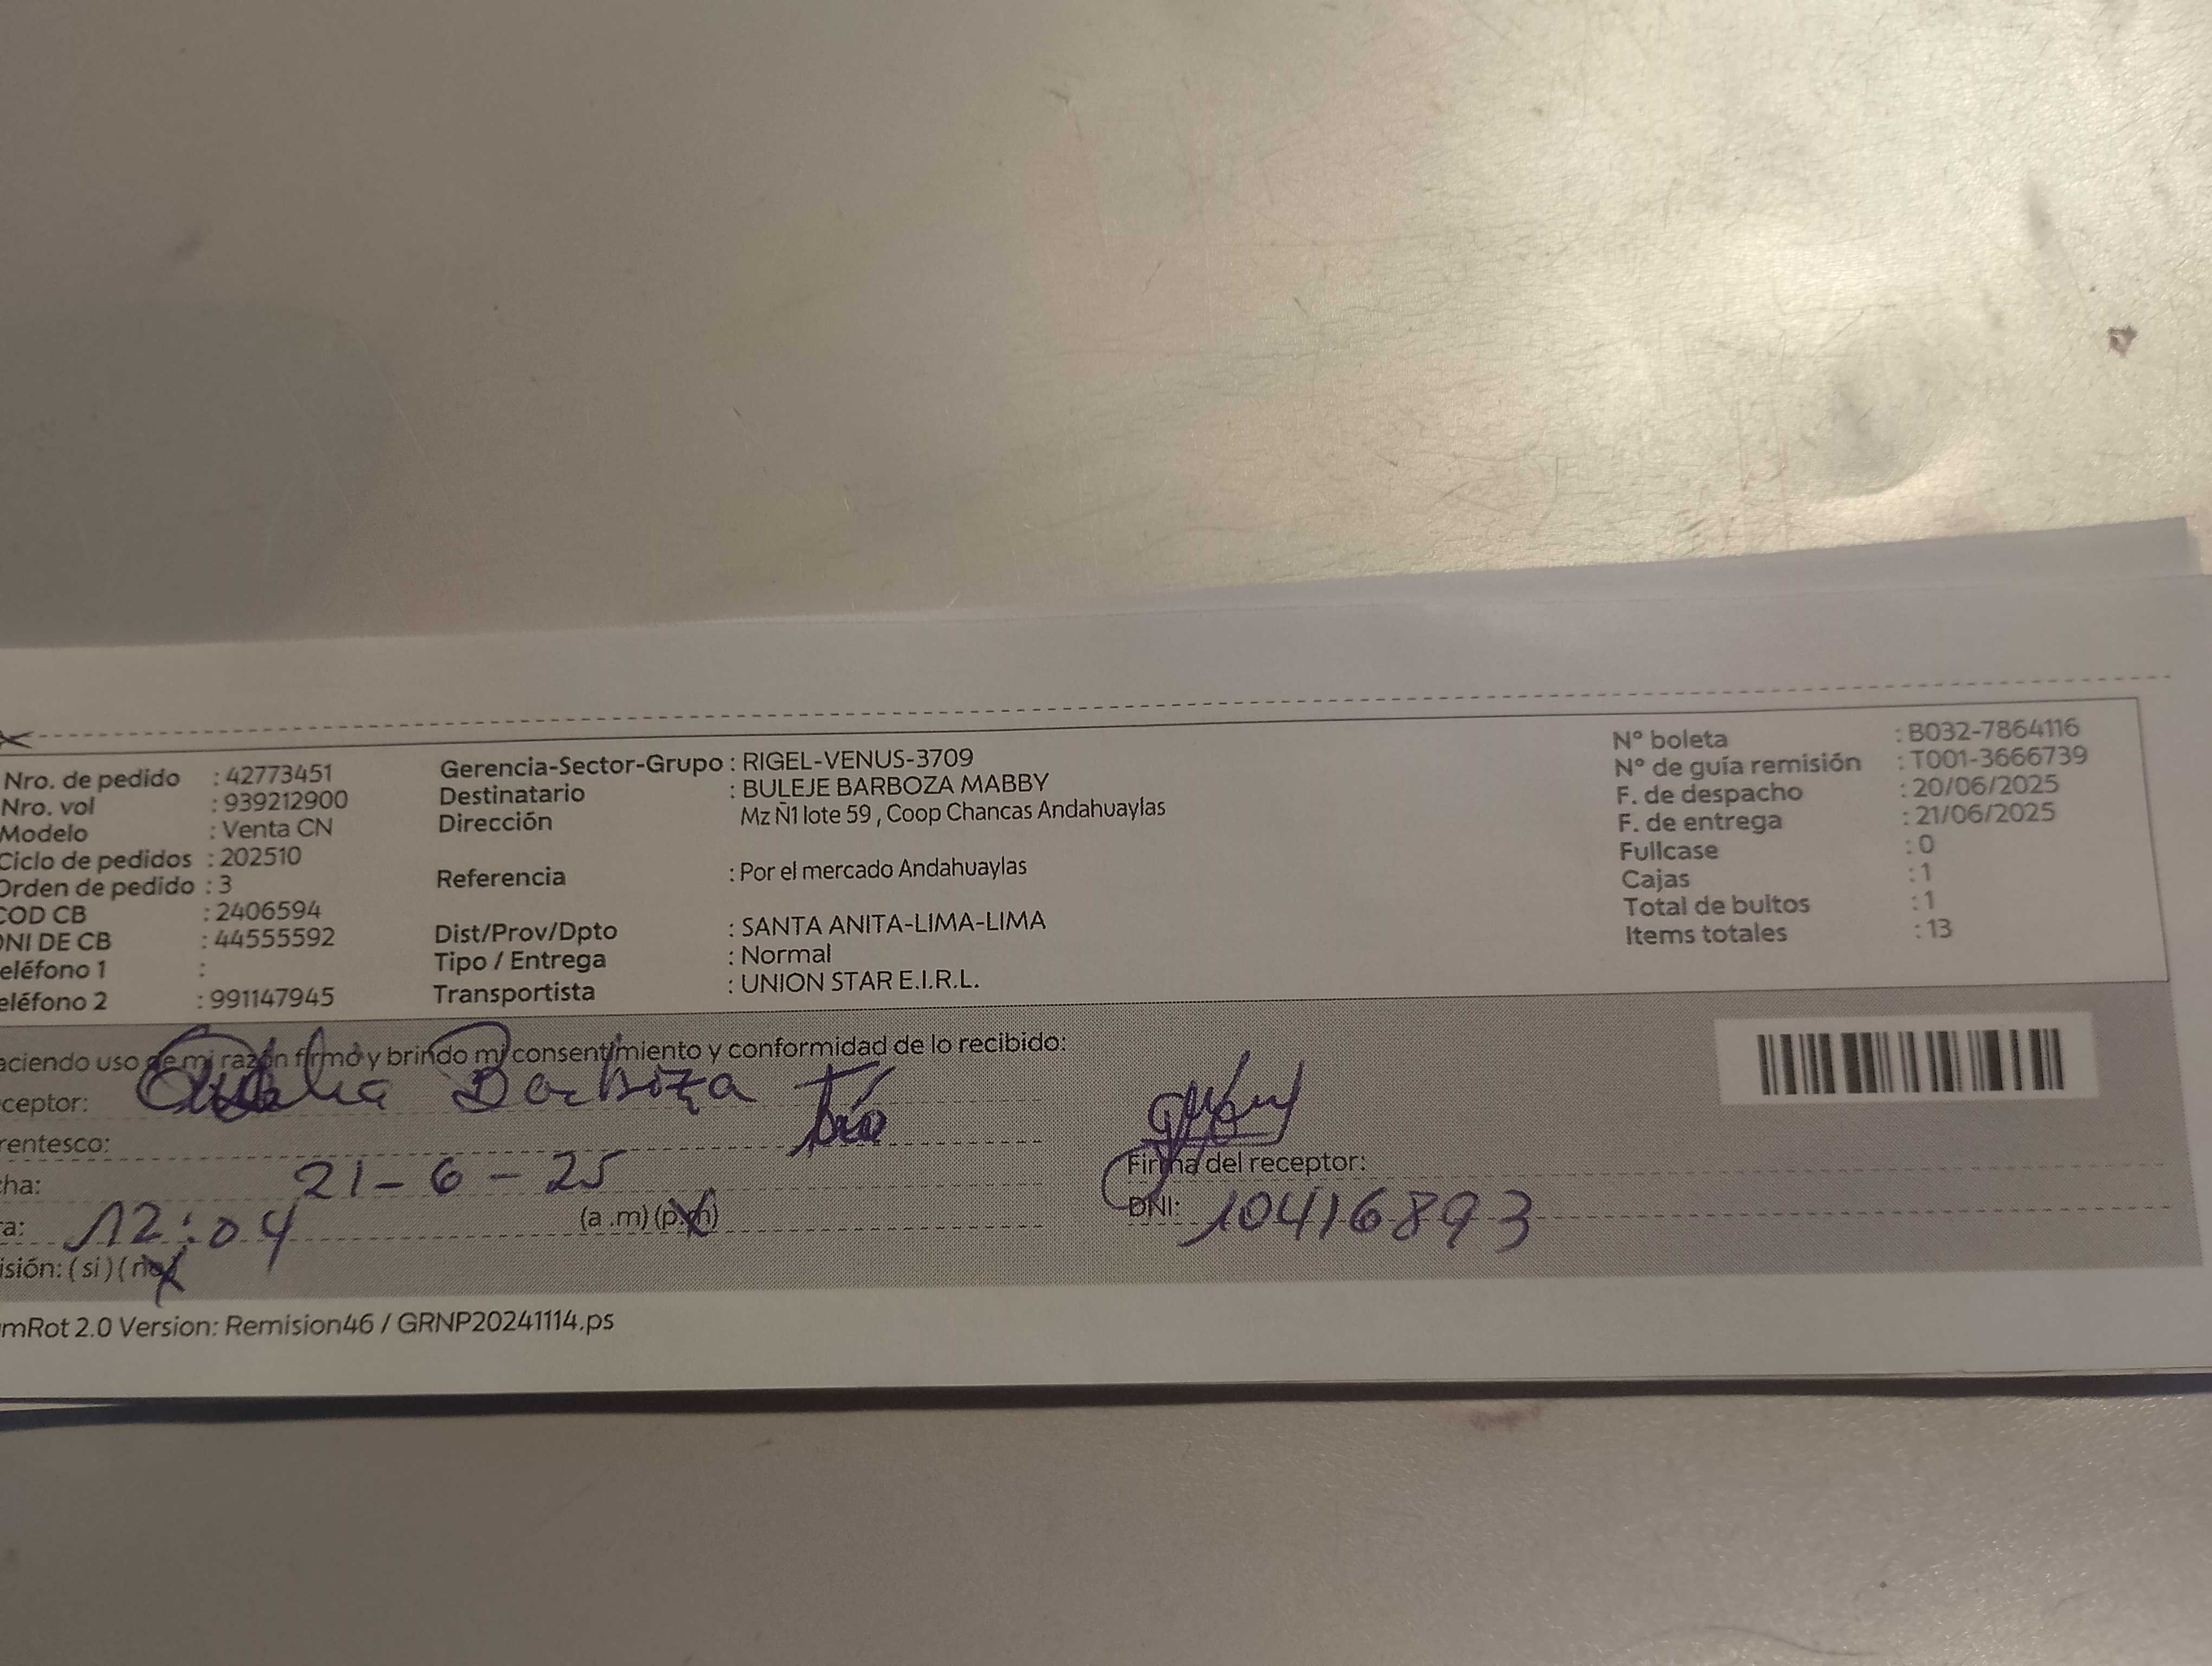 Nro. de pedido : 42773451
Nro. vol : 939212900
Modelo : Venta CN
Ciclo de pedidos : 202510
Orden de pedido : 3
COD CB : 2406594
DNI DE CB : 44555592
eléfono 1 :
eléfono 2 : 991147945
Gerencia-Sector-Grupo : RIGEL-VENUS-3709
Destinatario : BULEJE BARBOZA MABBY
Dirección Mz Ñ1 lote 59 , Coop Chancas Andahuaylas
Referencia : Por el mercado Andahuaylas
Dist/Prov/Dpto : SANTA ANITA-LIMA-LIMA
Tipo / Entrega : Normal
Transportista : UNION STAR E.I.R.L.
N° boleta : B032-7864116
N° de guía remisión : T001-3666739
F. de despacho : 20/06/2025
F. de entrega : 21/06/2025
Fullcase : 0
Cajas : 1
Total de bultos : 1
Items totales : 13
aciendo uso de mi razón firmo y brindo mi consentimiento y conformidad de lo recibido:
ceptor: Barboza
rentesco:
ha: 21-6-25
a: 12:04 (a .m) (p.m)
isión: ( si ) ( no )
Firma del receptor:
DNI: 10416893
mRot 2.0 Version: Remision46 / GRNP20241114.ps